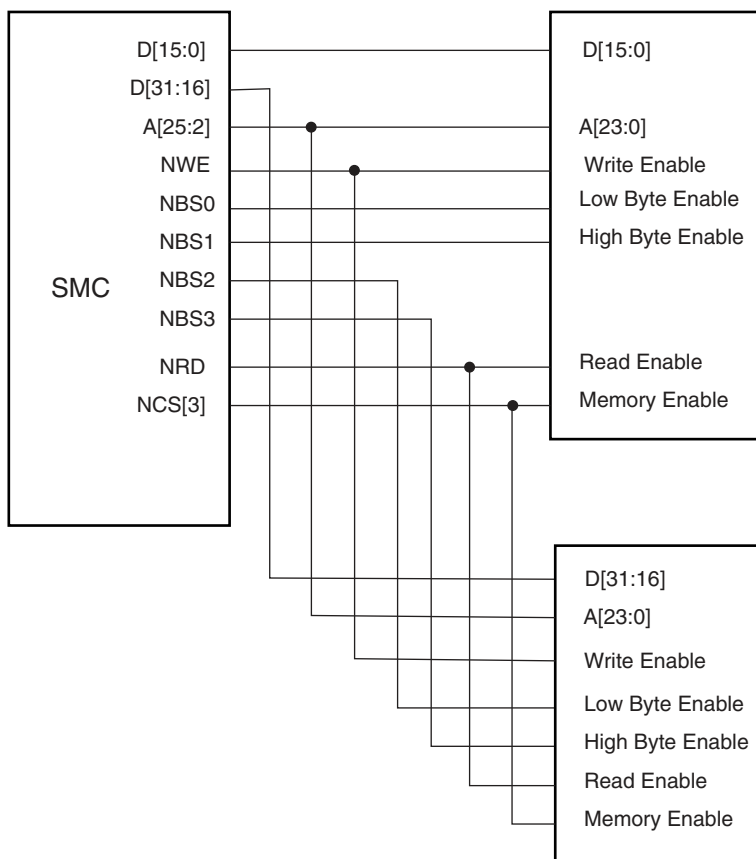 D[15:0]
D[31:16]
A[25:2]
NWE
NBS0
NBS1
NBS2
NBS3
NRD
NCS[3]
SMC
D[15:0]
A[23:0]
Write Enable
Low Byte Enable
High Byte Enable
Read Enable
Memory Enable
D[31:16]
A[23:0]
Write Enable
Low Byte Enable
High Byte Enable
Read Enable
Memory Enable